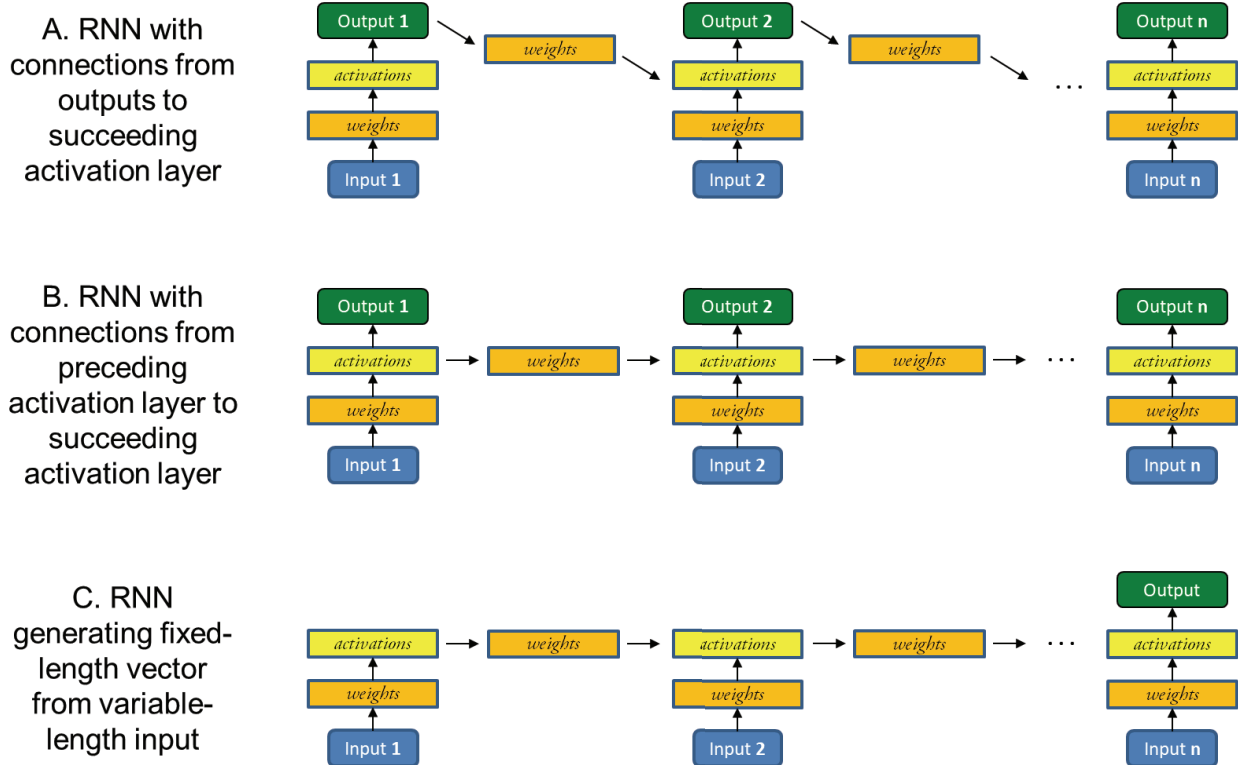 A. RNN with
connections from
outputs to
succeeding
activation layer
Output 1
weights
Output 2
weights
Output n
activations
activations
...
activations
weights
weights
weights
Input 1
Input 2
Input n
B. RNN with
connections from
preceding
activation layer to
succeeding
activation layer
Output 1
Output 2
Output n
activations
weights
activations
weights
...
activations
weights
weights
weights
Input 1
Input 2
Input n
C. RNN
generating fixed-
length vector
from variable-
length input
Output
activations
weights
activations
weights
...
activations
weights
weights
weights
Input 1
Input 2
Input n